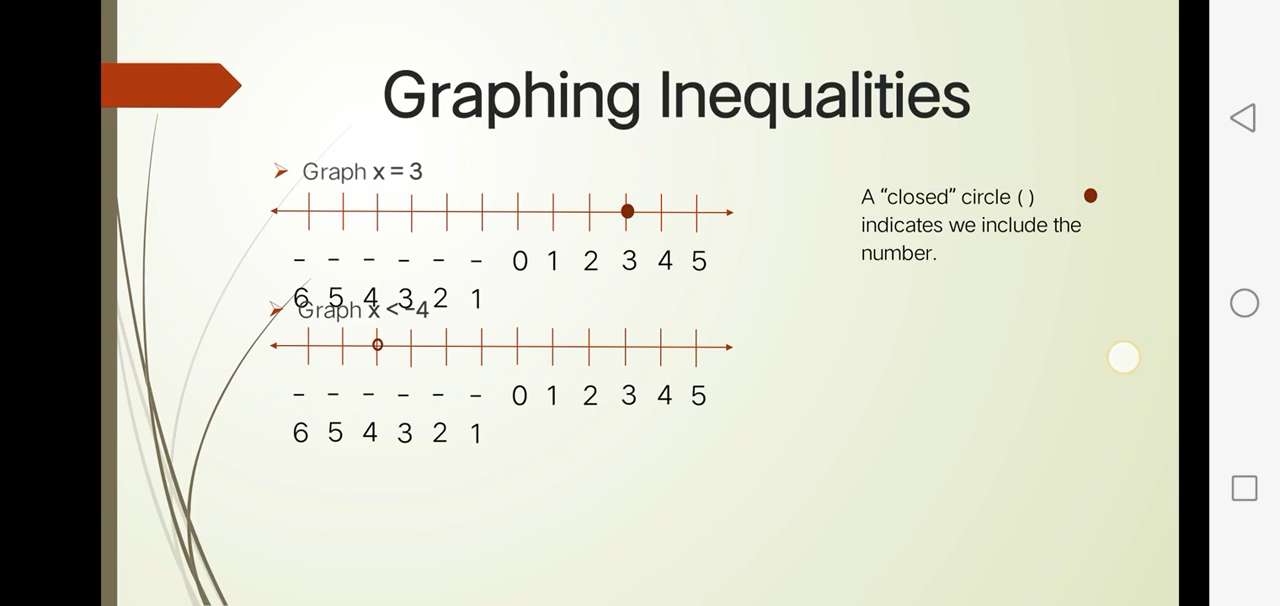 Graphing Inequalities
Graph x = 3
- - - - - - 0 1 2 3 4 5
6 5 4 3 2 1
Graph x < -4
- - - - - - 0 1 2 3 4 5
6 5 4 3 2 1
A “closed” circle ( )
indicates we include the
number.